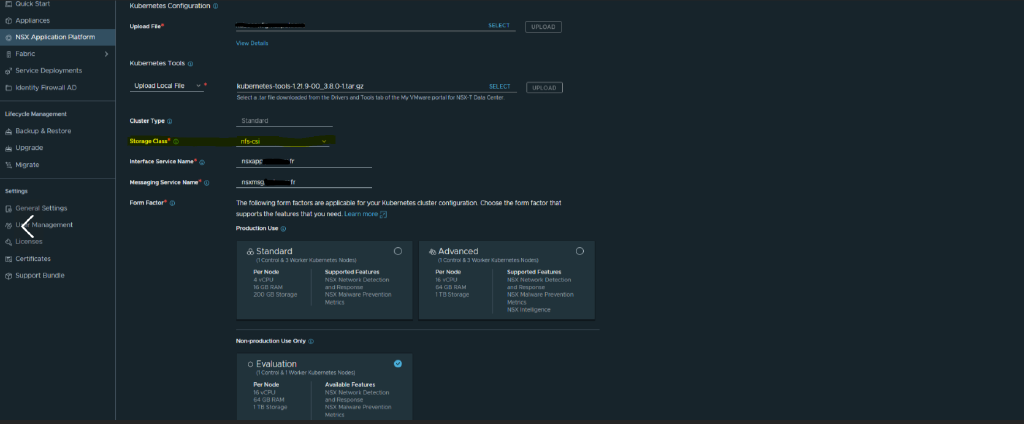 Quick Start
Appliances
NSX Application Platform
Fabric
Service Deployments
Identity Firewall AD
Lifecycle Management
Backup & Restore
Upgrade
Migrate
Settings
General Settings
Management
Licenses
Certificates
Support Bundle
Kubernetes Configuration
Upload File*
SELECT
UPLOAD
View Details
Kubernetes Tools
Upload Local File *
kubernetes-tools-1.21.9-00_3.8.0-1.tar.gz
SELECT
UPLOAD
Select a .tar file downloaded from the Drivers and Tools tab of the My VMware portal for NSX-T Data Center.
Cluster Type
Standard
Storage Class*
nfs-csi
Interface Service Name*
nsxapp fr
Messaging Service Name*
nsxmsg. fr
Form Factor*
The following form factors are applicable for your Kubernetes cluster configuration. Choose the form factor that
supports the features that you need. Learn more
Production Use
Standard
(1 Control & 3 Worker Kubernetes Nodes)
Per Node
4 vCPU
16 GB RAM
200 GB Storage
Supported Features
NSX Network Detection
and Response
NSX Malware Prevention
Metrics
Advanced
(1 Control & 3 Worker Kubernetes Nodes)
Per Node
16 vCPU
64 GB RAM
1 TB Storage
Supported Features
NSX Network Detection
and Response
NSX Malware Prevention
Metrics
NSX Intelligence
Non-production Use Only
Evaluation
(1 Control & 1 Worker Kubernetes Nodes)
Per Node
16 vCPU
64 GB RAM
1 TB Storage
Available Features
NSX Network Detection
and Response
NSX Malware Prevention
Metrics